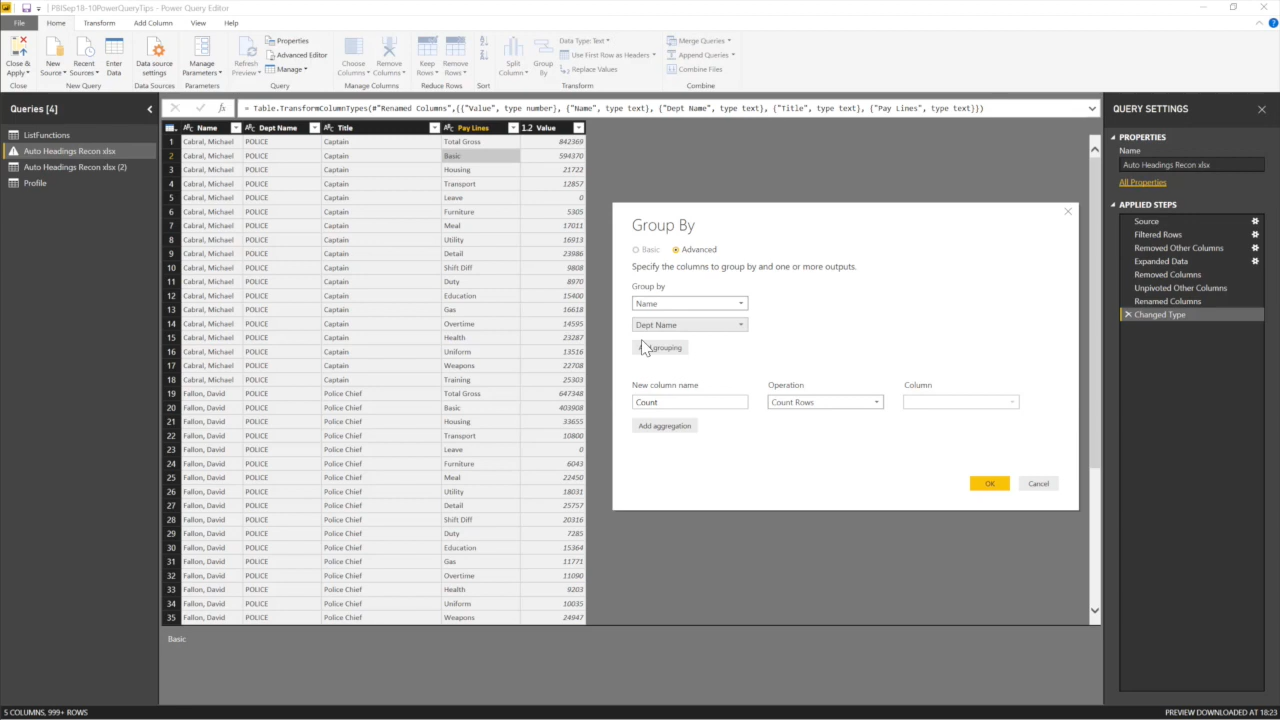 PBISep18-10PowerQueryTips - Power Query Editor
File Home Transform Add Column View Help
Close & Apply
Close
New Source
Recent Sources
Enter Data
New Query
Data source settings
Data Sources
Manage Parameters
Parameters
Refresh Preview
Properties
Advanced Editor
Manage
Query
Choose Columns
Remove Columns
Manage Columns
Keep Rows
Remove Rows
Reduce Rows
Sort
Split Column
Group By
Data Type: Text
Use First Row as Headers
Replace Values
Transform
Merge Queries
Append Queries
Combine Files
Combine
Queries [4]
ListFunctions
Auto Headings Recon xlsx
Auto Headings Recon xlsx (2)
Profile
fx = Table.TransformColumnTypes(#"Renamed Columns",{{"Value", type number}, {"Name", type text}, {"Dept Name", type text}, {"Title", type text}, {"Pay Lines", type text}})
Name Dept Name Title Pay Lines 1.2 Value
1 Cabral, Michael POLICE Captain Total Gross 842369
2 Cabral, Michael POLICE Captain Basic 594370
3 Cabral, Michael POLICE Captain Housing 21722
4 Cabral, Michael POLICE Captain Transport 12857
5 Cabral, Michael POLICE Captain Leave 0
6 Cabral, Michael POLICE Captain Furniture 5305
7 Cabral, Michael POLICE Captain Meal 17011
8 Cabral, Michael POLICE Captain Utility 16913
9 Cabral, Michael POLICE Captain Detail 23986
10 Cabral, Michael POLICE Captain Shift Diff 9808
11 Cabral, Michael POLICE Captain Duty 8970
12 Cabral, Michael POLICE Captain Education 15400
13 Cabral, Michael POLICE Captain Gas 16618
14 Cabral, Michael POLICE Captain Overtime 14595
15 Cabral, Michael POLICE Captain Health 23287
16 Cabral, Michael POLICE Captain Uniform 13516
17 Cabral, Michael POLICE Captain Weapons 22708
18 Cabral, Michael POLICE Captain Training 25303
19 Fallon, David POLICE Police Chief Total Gross 647348
20 Fallon, David POLICE Police Chief Basic 403908
21 Fallon, David POLICE Police Chief Housing 33655
22 Fallon, David POLICE Police Chief Transport 10800
23 Fallon, David POLICE Police Chief Leave 0
24 Fallon, David POLICE Police Chief Furniture 6043
25 Fallon, David POLICE Police Chief Meal 22450
26 Fallon, David POLICE Police Chief Utility 18031
27 Fallon, David POLICE Police Chief Detail 25757
28 Fallon, David POLICE Police Chief Shift Diff 20316
29 Fallon, David POLICE Police Chief Duty 7285
30 Fallon, David POLICE Police Chief Education 15364
31 Fallon, David POLICE Police Chief Gas 11771
32 Fallon, David POLICE Police Chief Overtime 11090
33 Fallon, David POLICE Police Chief Health 9203
34 Fallon, David POLICE Police Chief Uniform 10035
35 Fallon, David POLICE Police Chief Weapons 24947
Basic
Group By
Basic Advanced
Specify the columns to group by and one or more outputs.
Group by
Name
Dept Name
grouping
New column name Operation Column
Count Count Rows
Add aggregation
OK Cancel
QUERY SETTINGS
PROPERTIES
Name
Auto Headings Recon xlsx
All Properties
APPLIED STEPS
Source
Filtered Rows
Removed Other Columns
Expanded Data
Removed Columns
Unpivoted Other Columns
Renamed Columns
Changed Type
5 COLUMNS, 999+ ROWS
PREVIEW DOWNLOADED AT 18:23